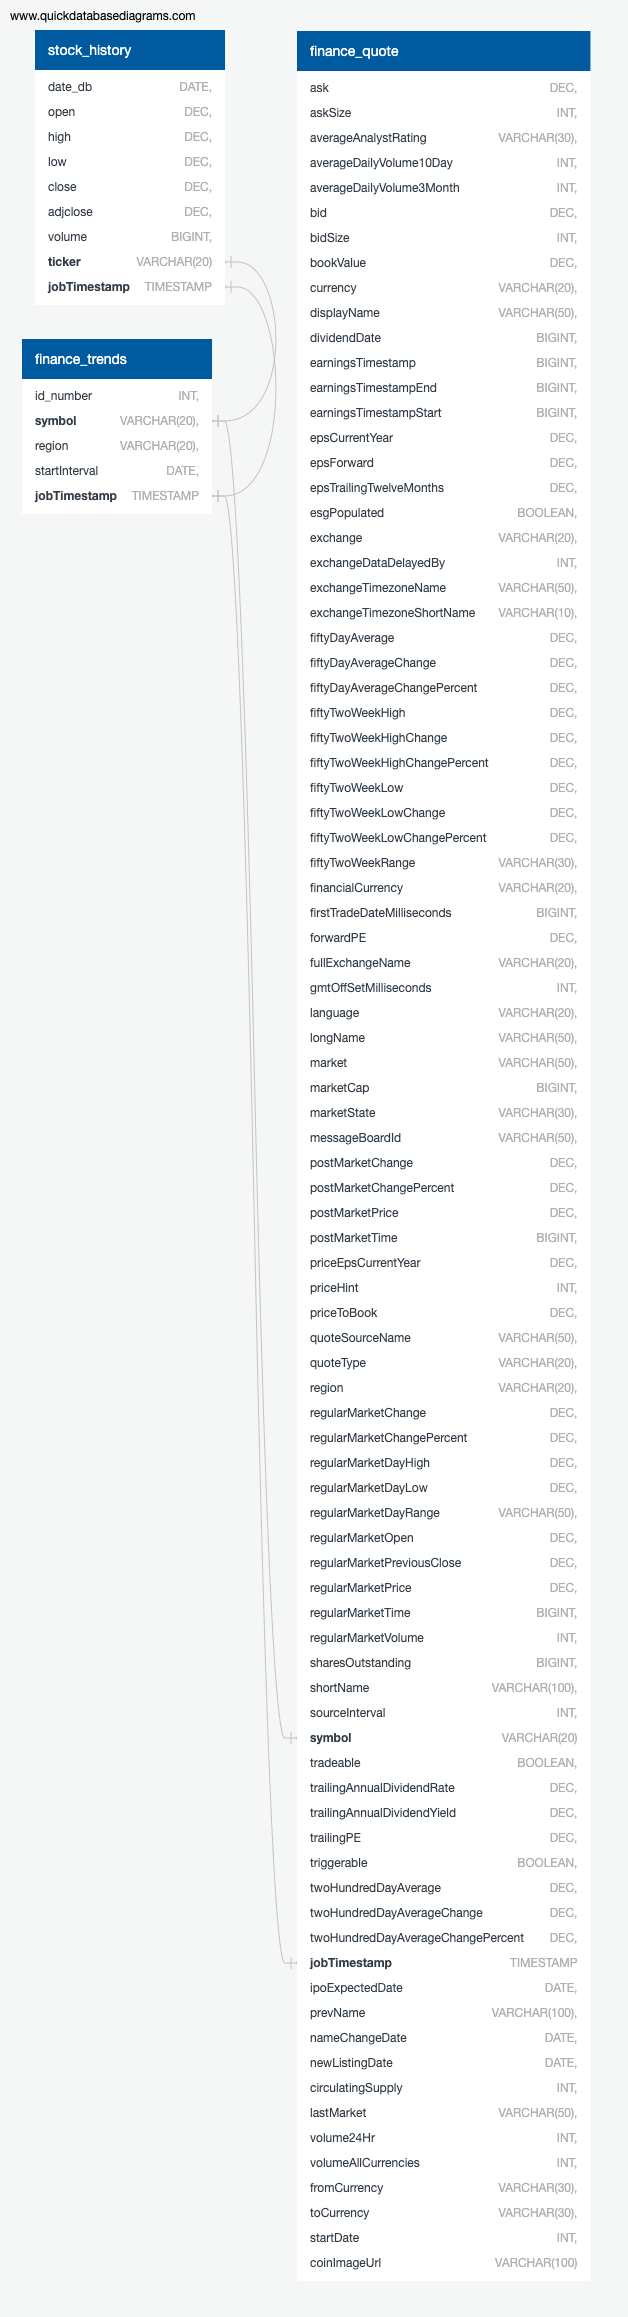 www.quickdatabasediagrams.com
stock_history
date_db DATE,
open DEC,
high DEC,
low DEC,
close DEC,
adjclose DEC,
volume BIGINT,
ticker VARCHAR(20)
jobTimestamp TIMESTAMP
finance_trends
id_number INT,
symbol VARCHAR(20),
region VARCHAR(20),
startInterval DATE,
jobTimestamp TIMESTAMP
finance_quote
ask DEC,
askSize INT,
averageAnalystRating VARCHAR(30),
averageDailyVolume10Day INT,
averageDailyVolume3Month INT,
bid DEC,
bidSize INT,
bookValue DEC,
currency VARCHAR(20),
displayName VARCHAR(50),
dividendDate BIGINT,
earningsTimestamp BIGINT,
earningsTimestampEnd BIGINT,
earningsTimestampStart BIGINT,
epsCurrentYear DEC,
epsForward DEC,
epsTrailingTwelveMonths DEC,
esgPopulated BOOLEAN,
exchange VARCHAR(20),
exchangeDataDelayedBy INT,
exchangeTimezoneName VARCHAR(50),
exchangeTimezoneShortName VARCHAR(10),
fiftyDayAverage DEC,
fiftyDayAverageChange DEC,
fiftyDayAverageChangePercent DEC,
fiftyTwoWeekHigh DEC,
fiftyTwoWeekHighChange DEC,
fiftyTwoWeekHighChangePercent DEC,
fiftyTwoWeekLow DEC,
fiftyTwoWeekLowChange DEC,
fiftyTwoWeekLowChangePercent DEC,
fiftyTwoWeekRange VARCHAR(30),
financialCurrency VARCHAR(20),
firstTradeDateMilliseconds BIGINT,
forwardPE DEC,
fullExchangeName VARCHAR(20),
gmtOffSetMilliseconds INT,
language VARCHAR(20),
longName VARCHAR(50),
market VARCHAR(50),
marketCap BIGINT,
marketState VARCHAR(30),
messageBoardId VARCHAR(50),
postMarketChange DEC,
postMarketChangePercent DEC,
postMarketPrice DEC,
postMarketTime BIGINT,
priceEpsCurrentYear DEC,
priceHint INT,
priceToBook DEC,
quoteSourceName VARCHAR(50),
quoteType VARCHAR(20),
region VARCHAR(20),
regularMarketChange DEC,
regularMarketChangePercent DEC,
regularMarketDayHigh DEC,
regularMarketDayLow DEC,
regularMarketDayRange VARCHAR(50),
regularMarketOpen DEC,
regularMarketPreviousClose DEC,
regularMarketPrice DEC,
regularMarketTime BIGINT,
regularMarketVolume INT,
sharesOutstanding BIGINT,
shortName VARCHAR(100),
sourceInterval INT,
symbol VARCHAR(20)
tradeable BOOLEAN,
trailingAnnualDividendRate DEC,
trailingAnnualDividendYield DEC,
trailingPE DEC,
triggerable BOOLEAN,
twoHundredDayAverage DEC,
twoHundredDayAverageChange DEC,
twoHundredDayAverageChangePercent DEC,
jobTimestamp TIMESTAMP
ipoExpectedDate DATE,
prevName VARCHAR(100),
nameChangeDate DATE,
newListingDate DATE,
circulatingSupply INT,
lastMarket VARCHAR(50),
volume24Hr INT,
volumeAllCurrencies INT,
fromCurrency VARCHAR(30),
toCurrency VARCHAR(30),
startDate INT,
coinImageUrl VARCHAR(100)